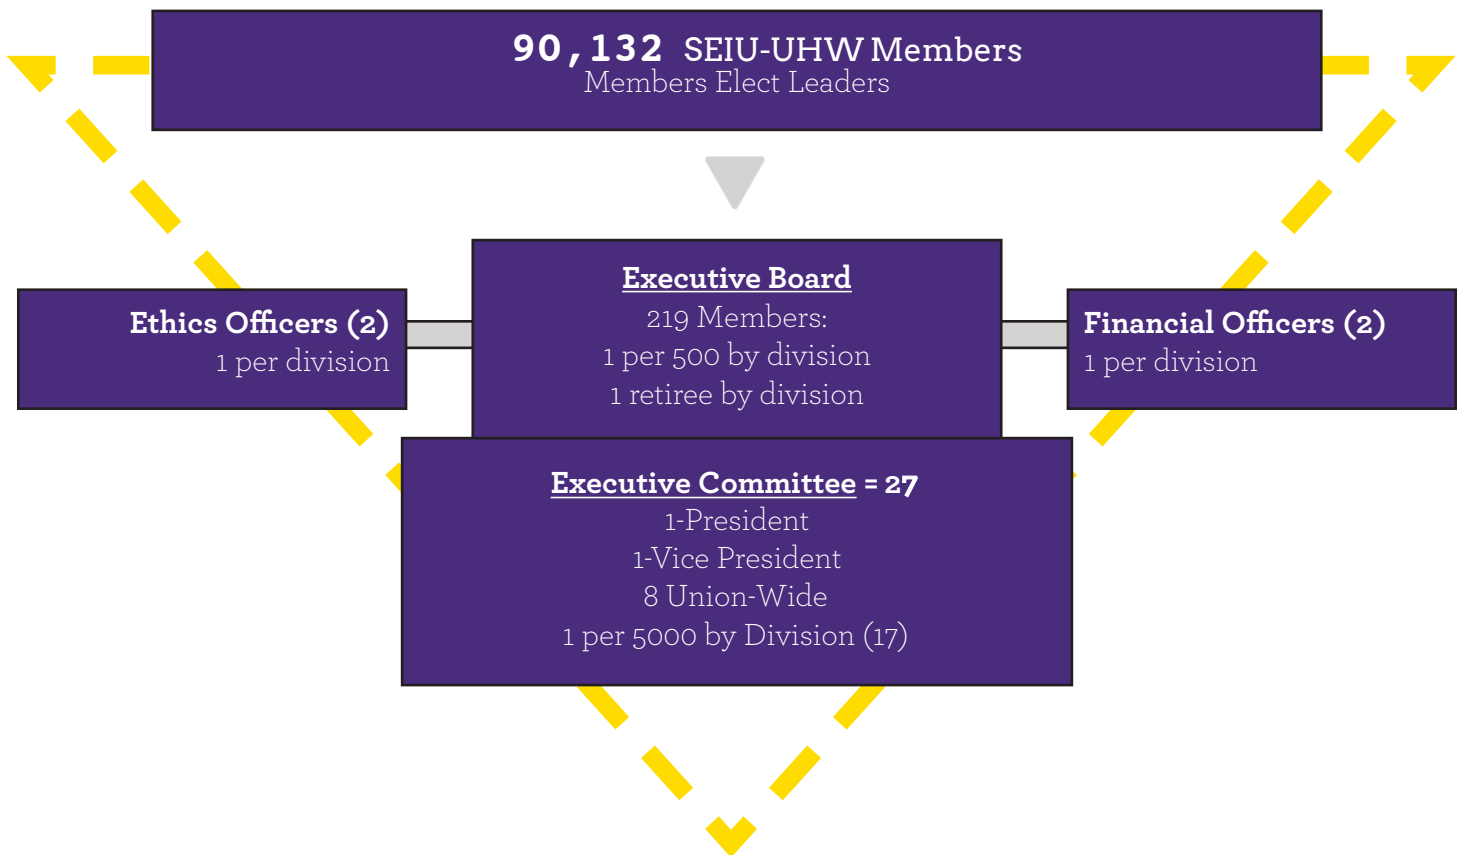 90,132 SEIU-UHW Members
Members Elect Leaders
Executive Board
219 Members:
1 per 500 by division
1 retiree by division
Ethics Officers (2)
1 per division
Financial Officers (2)
1 per division
Executive Committee = 27
1-President
1-Vice President
8 Union-Wide
1 per 5000 by Division (17)